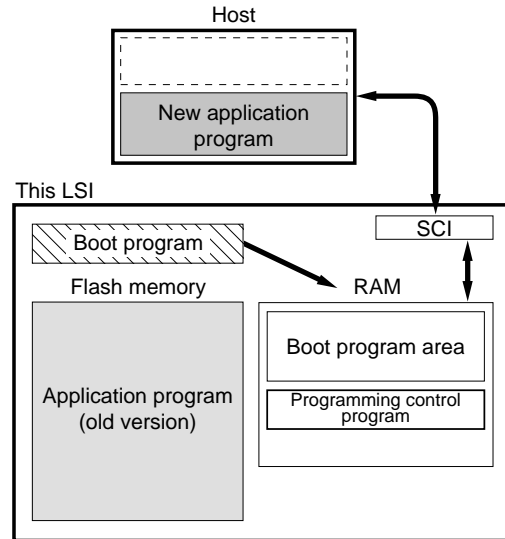 Host
New application
program
This LSI
SCI
Boot program
Flash memory
RAM
Application program
(old version)
Boot program area
Programming control
program